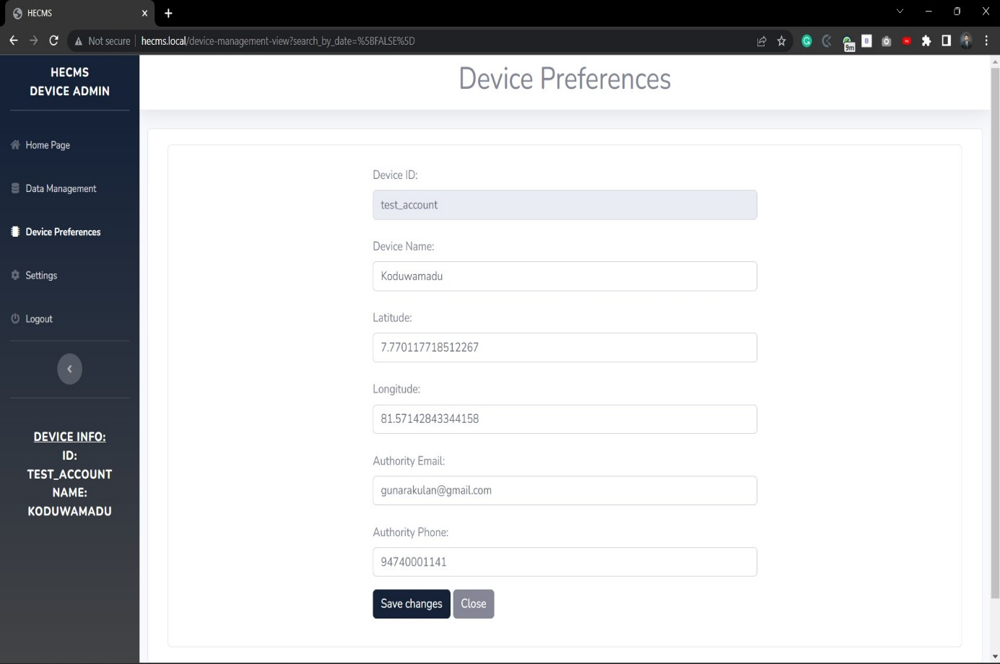 HECMS
Not secure
hecms.local/device-management-view?search_by_date=%5BFALSE%5D
9m
HECMS
DEVICE ADMIN
Home Page
Data Management
Device Preferences
Settings
Logout
DEVICE INFO:
ID:
TEST_ACCOUNT
NAME:
KODUWAMADU
Device Preferences
Device ID:
test_account
Device Name:
Koduwamadu
Latitude:
7.770117718512267
Longitude:
81.57142843344158
Authority Email:
gunarakulan@gmail.com
Authority Phone:
94740001141
Save changes
Close